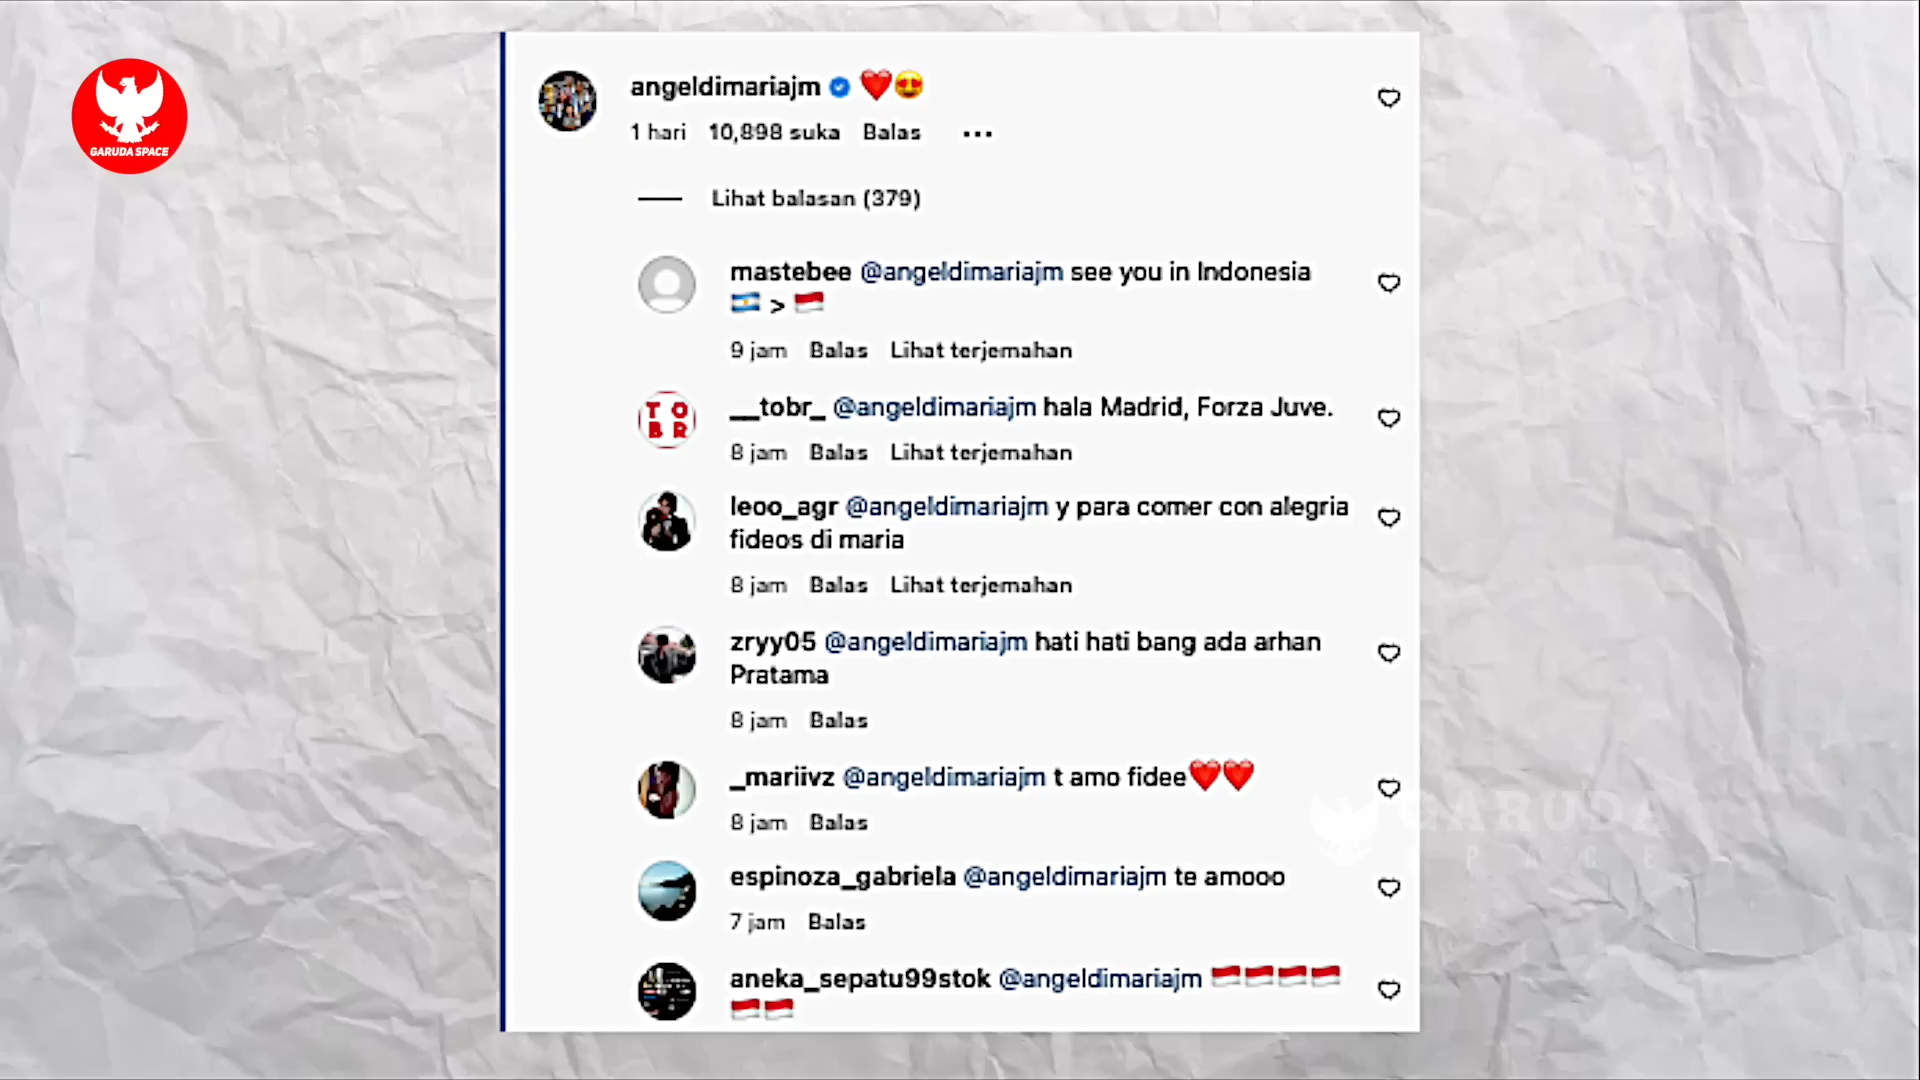 GARUDA SPACE
angeldimariajm ❤️😍
1 hari 10,898 suka Balas ...
Lihat balasan (379)
mastebee @angeldimariajm see you in Indonesia
🇦🇷 > 🇮🇩
9 jam Balas Lihat terjemahan
T O
B R
__tobr_ @angeldimariajm hala Madrid, Forza Juve.
8 jam Balas Lihat terjemahan
leoo_agr @angeldimariajm y para comer con alegria
fideos di maria
8 jam Balas Lihat terjemahan
zryy05 @angeldimariajm hati hati bang ada arhan
Pratama
8 jam Balas
_mariivz @angeldimariajm t amo fidee❤️❤️
8 jam Balas
GARUDA
SPACE
espinoza_gabriela @angeldimariajm te amooo
7 jam Balas
aneka_sepatu99stok @angeldimariajm 🇮🇩🇮🇩🇮🇩🇮🇩
🇮🇩🇮🇩